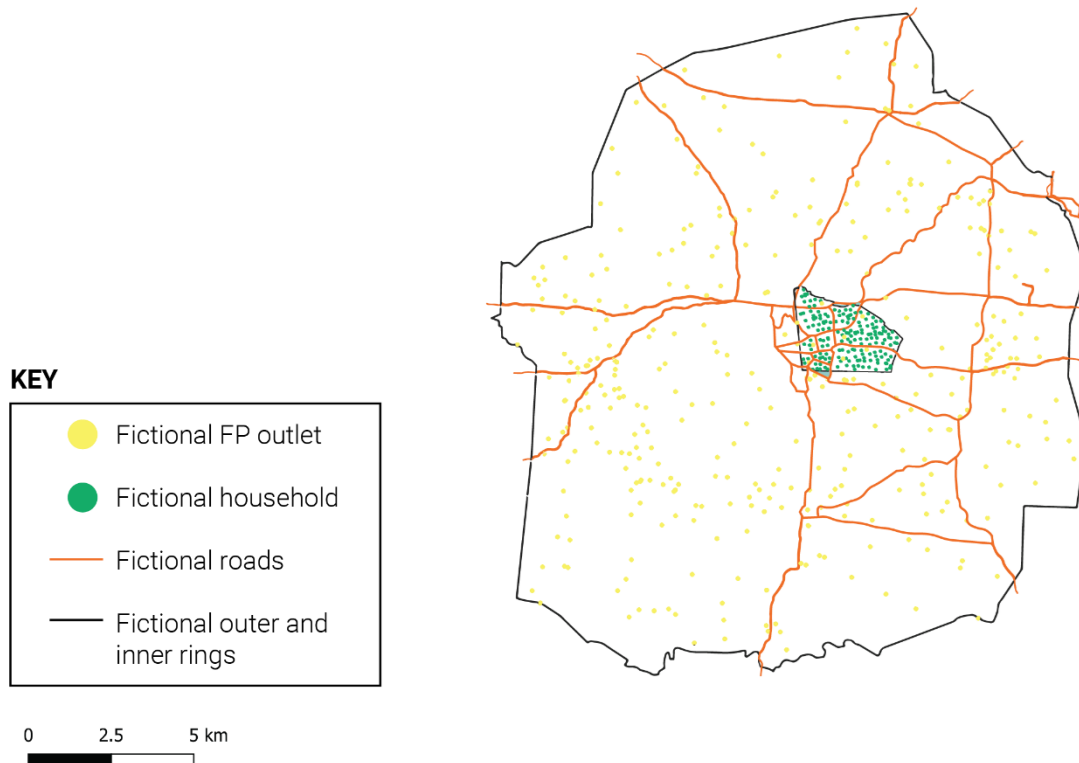 KEY
Fictional FP outlet
Fictional household
Fictional roads
Fictional outer and
inner rings
0 2.5 5 km